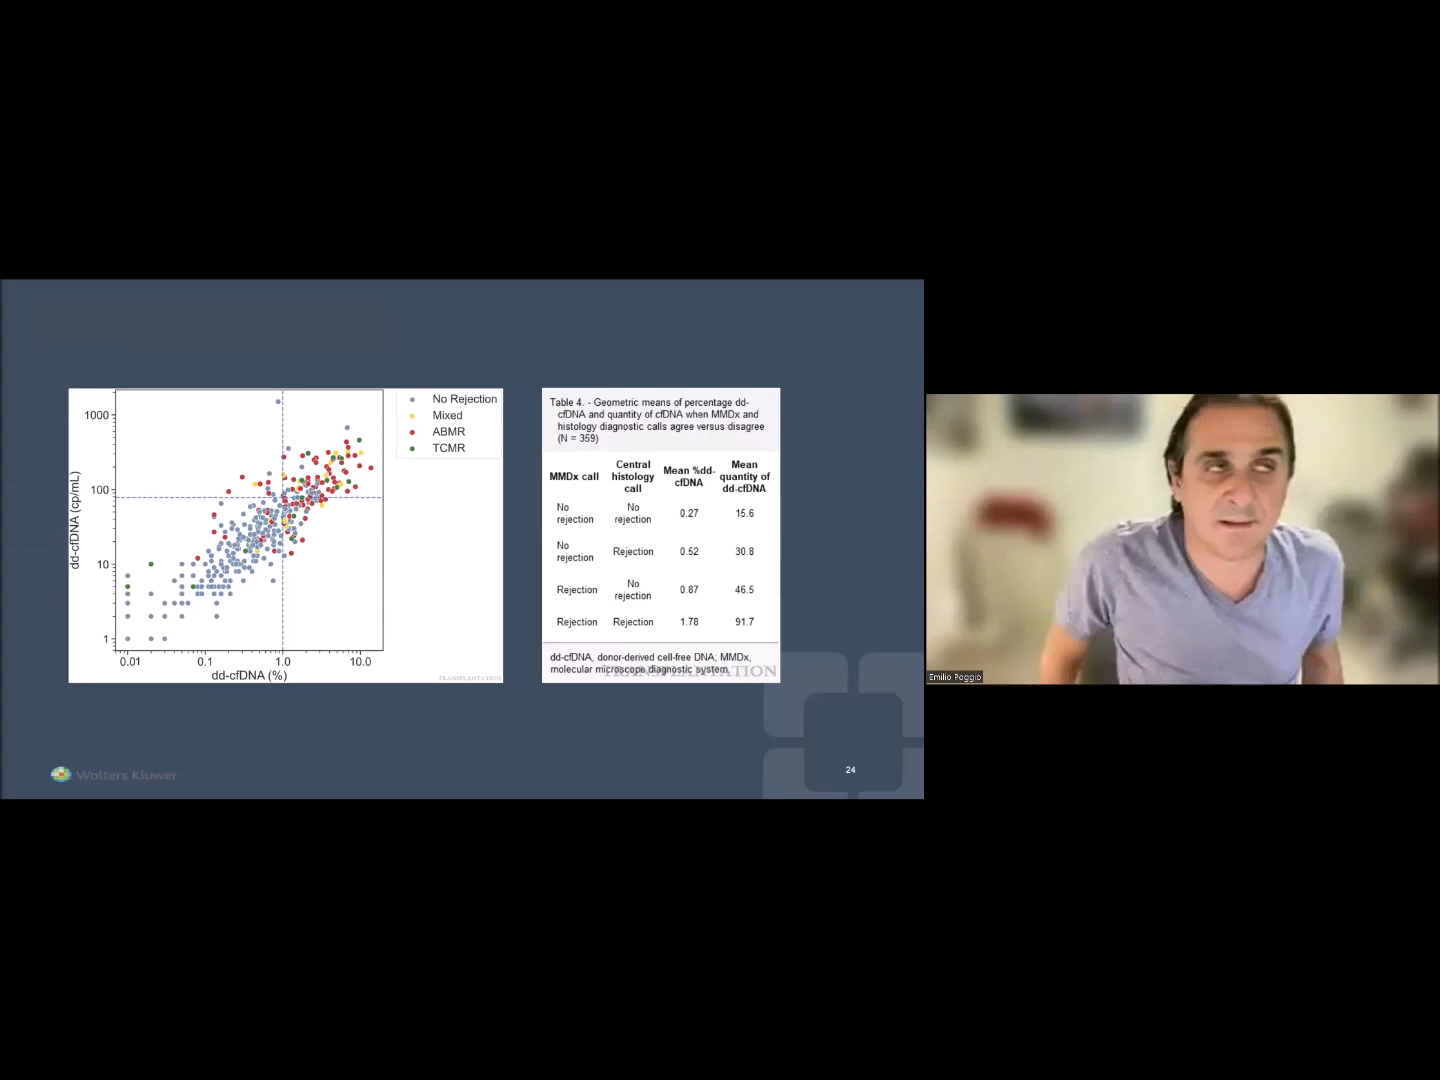 1000
100
10
1
dd-cfDNA (cp/mL)
0.01 0.1 1.0 10.0
dd-cfDNA (%)
No Rejection
Mixed
ABMR
TCMR
TRANSPLANTATION
Table 4. - Geometric means of percentage dd-
cfDNA and quantity of cfDNA when MMDx and
histology diagnostic calls agree versus disagree
(N = 359)
MMDx call Central histology call Mean %dd-cfDNA Mean quantity of dd-cfDNA
No rejection No rejection 0.27 15.6
No rejection Rejection 0.52 30.8
Rejection No rejection 0.87 46.5
Rejection Rejection 1.78 91.7
dd-cfDNA, donor-derived cell-free DNA; MMDx,
molecular microscope diagnostic system.
TRANSPLANTATION
Wolters Kluwer
24
Emilio Poggio